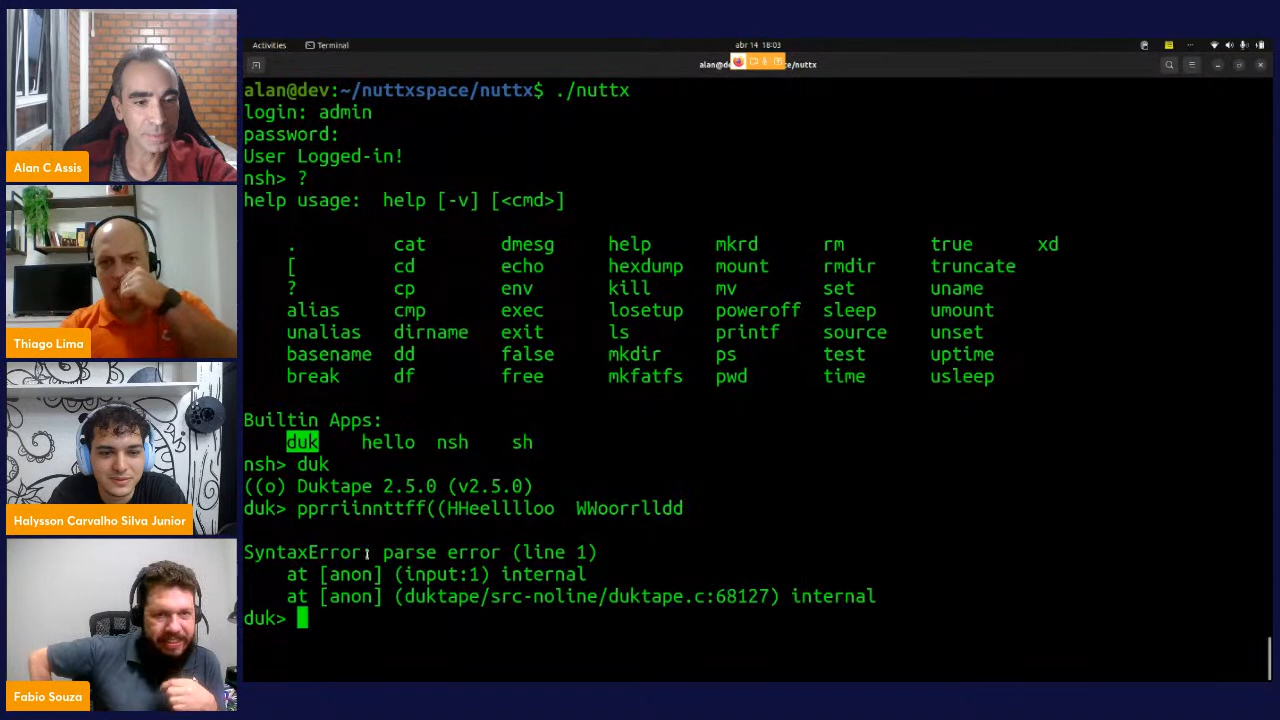 Activities Terminal abr 14 18:03
alan@de ce/nuttx
alan@dev:~/nuttxspace/nuttx$ ./nuttx
login: admin
password:
User Logged-in!
nsh> ?
help usage:  help [-v] [<cmd>]
. cat dmesg help mkrd rm true xd
[ cd echo hexdump mount rmdir truncate
? cp env kill mv set uname
alias cmp exec losetup poweroff sleep umount
unalias dirname exit ls printf source unset
basename dd false mkdir ps test uptime
break df free mkfatfs pwd time usleep
Builtin Apps:
duk hello nsh sh
nsh> duk
((o) Duktape 2.5.0 (v2.5.0)
duk> pprriinnttff((HHeelllloo  WWoorrlldd
SyntaxError: parse error (line 1)
at [anon] (input:1) internal
at [anon] (duktape/src-noline/duktape.c:68127) internal
duk>
Alan C Assis
Thiago Lima
Halysson Carvalho Silva Junior
Fabio Souza